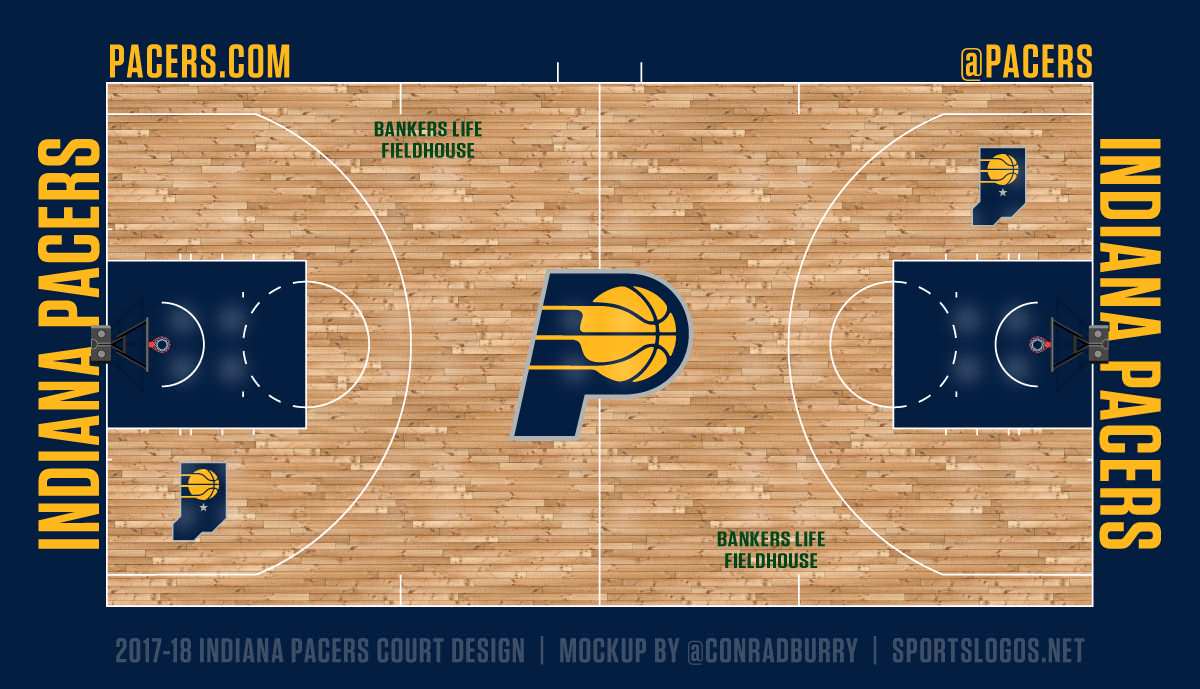 PACERS.COM
@PACERS
BANKERS LIFE
FIELDHOUSE
INDIANA PACERS
INDIANA PACERS
BANKERS LIFE
FIELDHOUSE
2017-18 INDIANA PACERS COURT DESIGN | MOCKUP BY @CONRADBURRY | SPORTSLOGOS.NET